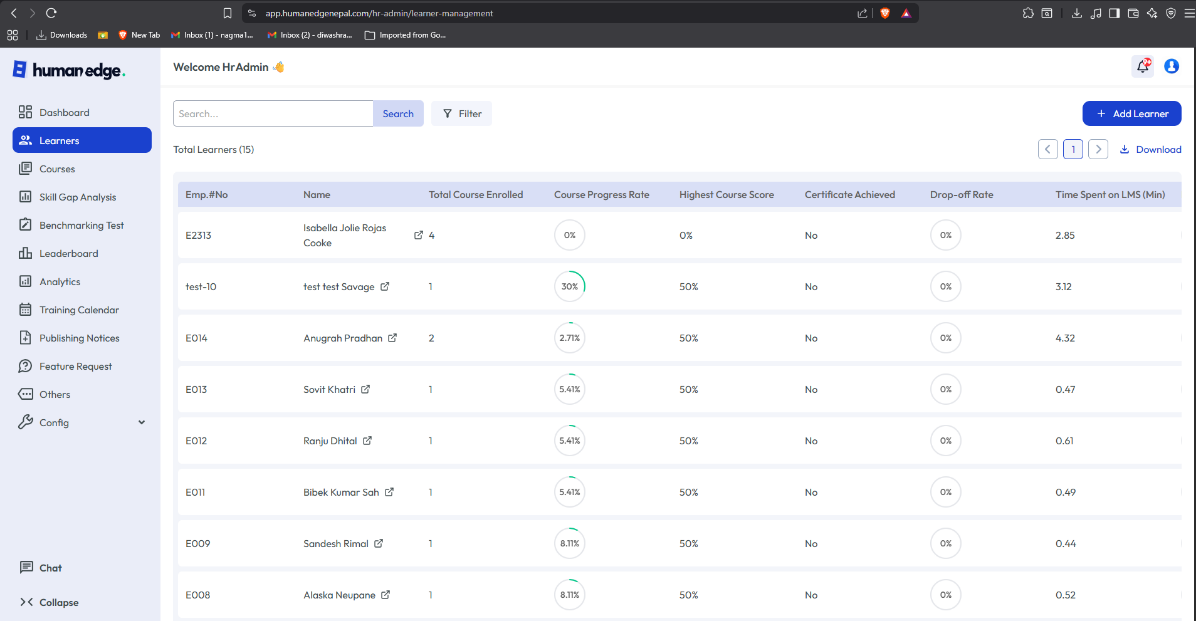 app.humanedgenepal.com/hr-admin/learner-management
Downloads New Tab Inbox (1) - ragma1... Inbox (2) - diwashra... Imported from Go...
human edge.
Welcome HrAdmin
9+
Dashboard
Learners
Courses
Skill Gap Analysis
Benchmarking Test
Leaderboard
Analytics
Training Calendar
Publishing Notices
Feature Request
Others
Config
Chat
Collapse
Search... Search Filter
Add Learner
Total Learners (15)
1 Download
Emp.#No Name Total Course Enrolled Course Progress Rate Highest Course Score Certificate Achieved Drop-off Rate Time Spent on LMS (Min)
E2313 Isabella Jolie Rojas Cooke 4 0% 0% No 0% 2.85
test-10 test test Savage 1 30% 50% No 0% 3.12
E014 Anugrah Pradhan 2 2.71% 50% No 0% 4.32
E013 Sovit Khatri 1 5.41% 50% No 0% 0.47
E012 Ranju Dhital 1 5.41% 50% No 0% 0.61
E011 Bibek Kumar Sah 1 5.41% 50% No 0% 0.49
E009 Sandesh Rimal 1 8.11% 50% No 0% 0.44
E008 Alaska Neupane 1 8.11% 50% No 0% 0.52